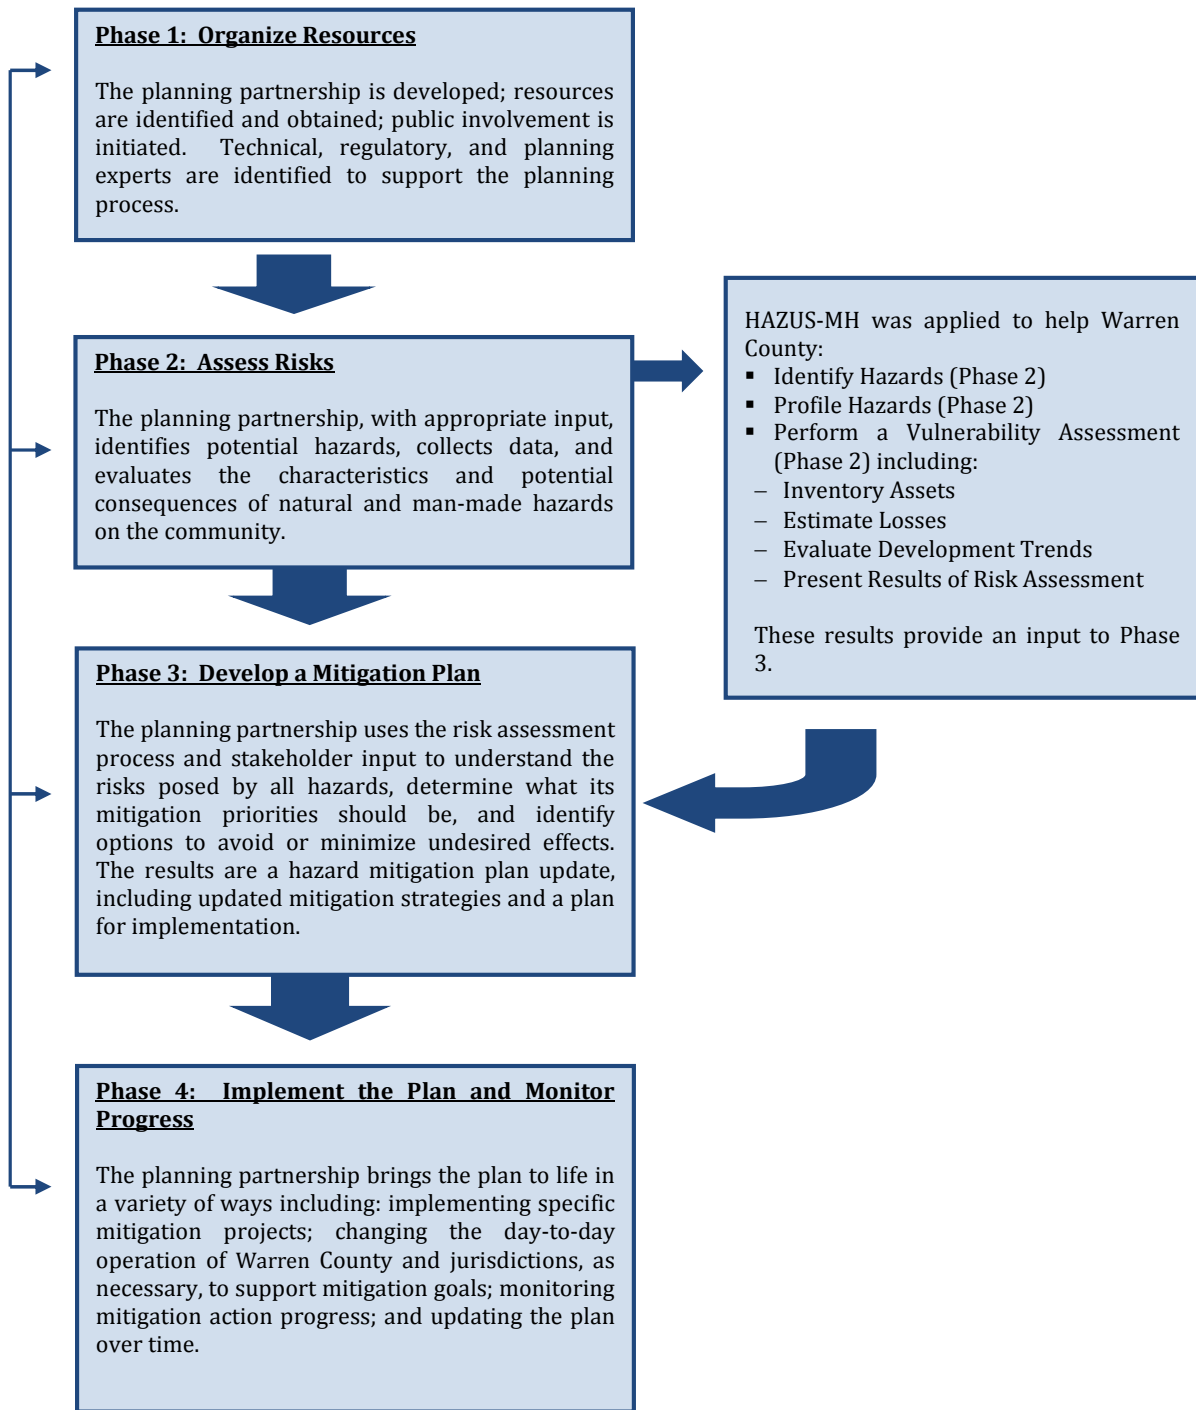 Phase 1:  Organize Resources
The planning partnership is developed; resources
are identified and obtained; public involvement is
initiated.  Technical, regulatory, and planning
experts are identified to support the planning
process.
Phase 2:  Assess Risks
The planning partnership, with appropriate input,
identifies potential hazards, collects data, and
evaluates the characteristics and potential
consequences of natural and man-made hazards
on the community.
HAZUS-MH was applied to help Warren
County:
▪ Identify Hazards (Phase 2)
▪ Profile Hazards (Phase 2)
▪ Perform a Vulnerability Assessment
(Phase 2) including:
– Inventory Assets
– Estimate Losses
– Evaluate Development Trends
– Present Results of Risk Assessment
These results provide an input to Phase
3.
Phase 3:  Develop a Mitigation Plan
The planning partnership uses the risk assessment
process and stakeholder input to understand the
risks posed by all hazards, determine what its
mitigation priorities should be, and identify
options to avoid or minimize undesired effects.
The results are a hazard mitigation plan update,
including updated mitigation strategies and a plan
for implementation.
Phase 4:  Implement the Plan and Monitor
Progress
The planning partnership brings the plan to life in
a variety of ways including: implementing specific
mitigation projects; changing the day-to-day
operation of Warren County and jurisdictions, as
necessary, to support mitigation goals; monitoring
mitigation action progress; and updating the plan
over time.